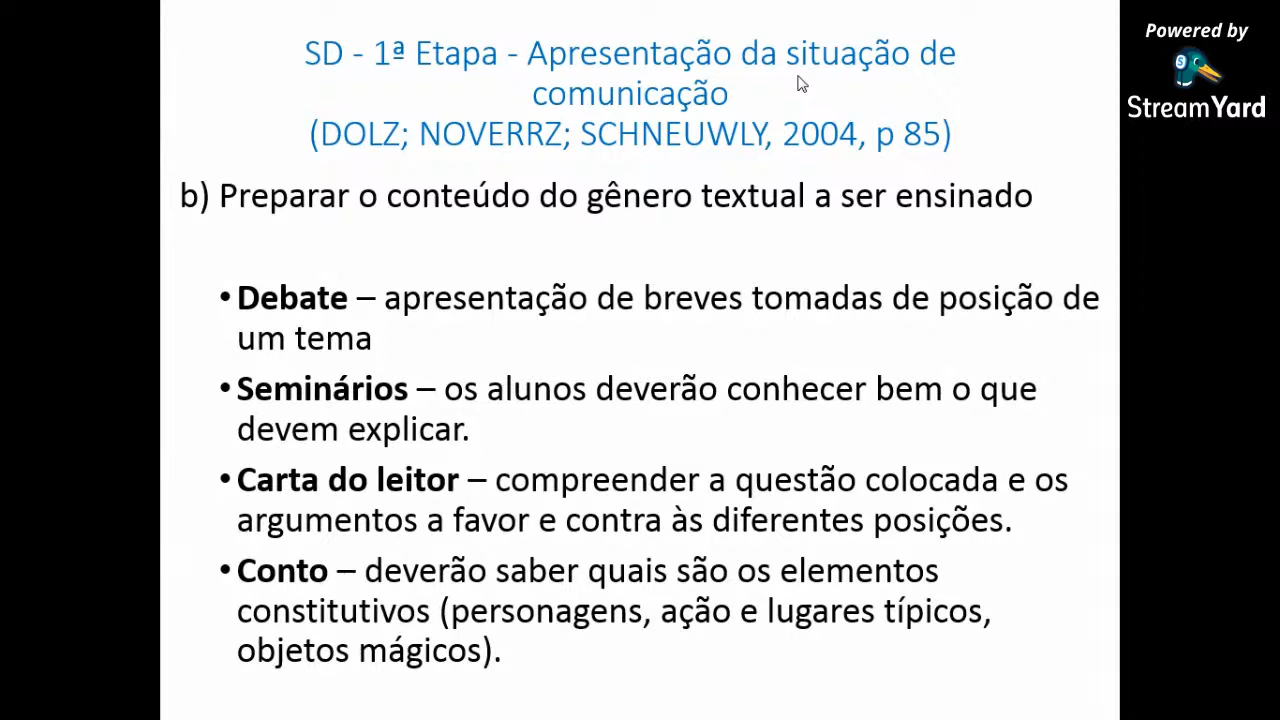 SD - 1ª Etapa - Apresentação da situação de
comunicação
(DOLZ; NOVERRZ; SCHNEUWLY, 2004, p 85)
b) Preparar o conteúdo do gênero textual a ser ensinado
• Debate – apresentação de breves tomadas de posição de
um tema
• Seminários – os alunos deverão conhecer bem o que
devem explicar.
• Carta do leitor – compreender a questão colocada e os
argumentos a favor e contra às diferentes posições.
• Conto – deverão saber quais são os elementos
constitutivos (personagens, ação e lugares típicos,
objetos mágicos).
Powered by
S
StreamYard